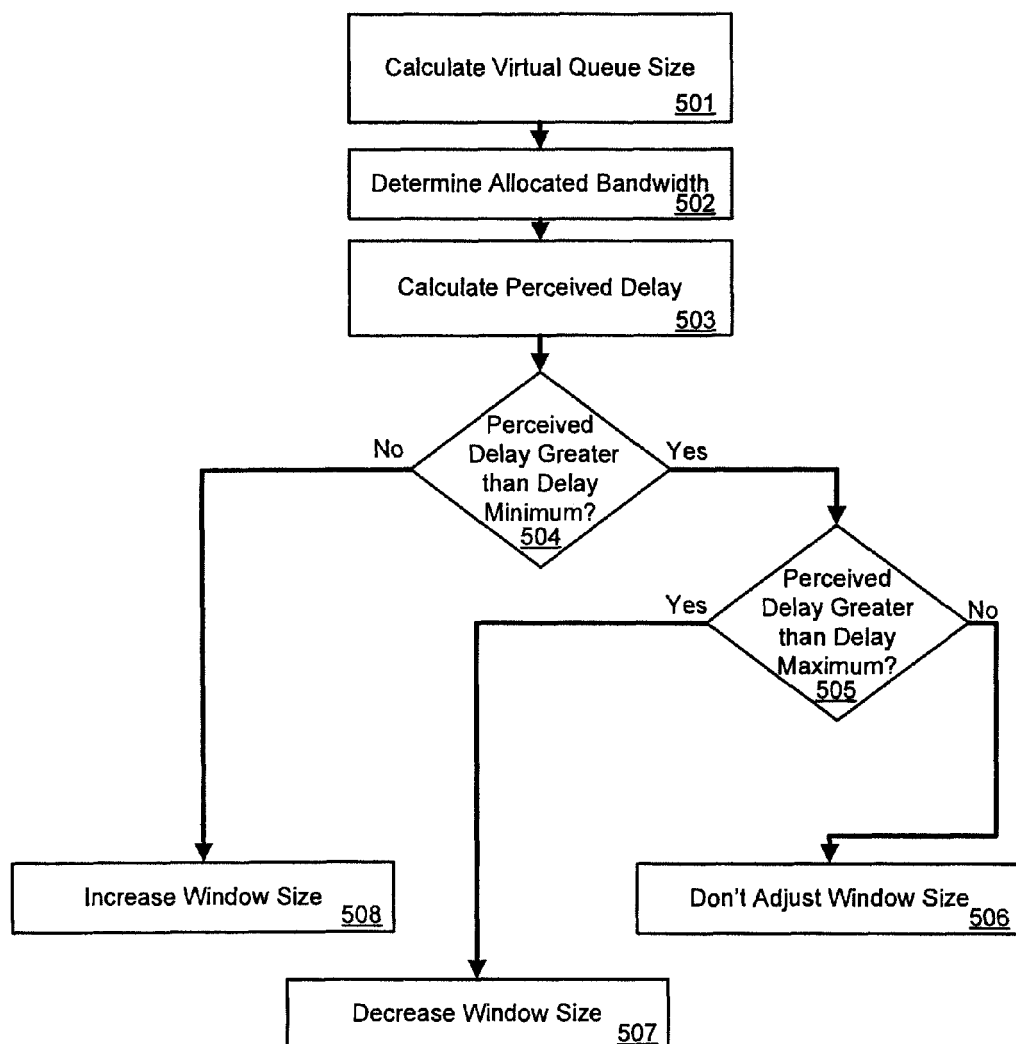 Calculate Virtual Queue Size
501
Determine Allocated Bandwidth
502
Calculate Perceived Delay
503
Perceived
Delay Greater
than Delay
Minimum?
504
No
Yes
Perceived
Delay Greater
than Delay
Maximum?
505
Yes
No
Increase Window Size
508
Don't Adjust Window Size
506
Decrease Window Size
507